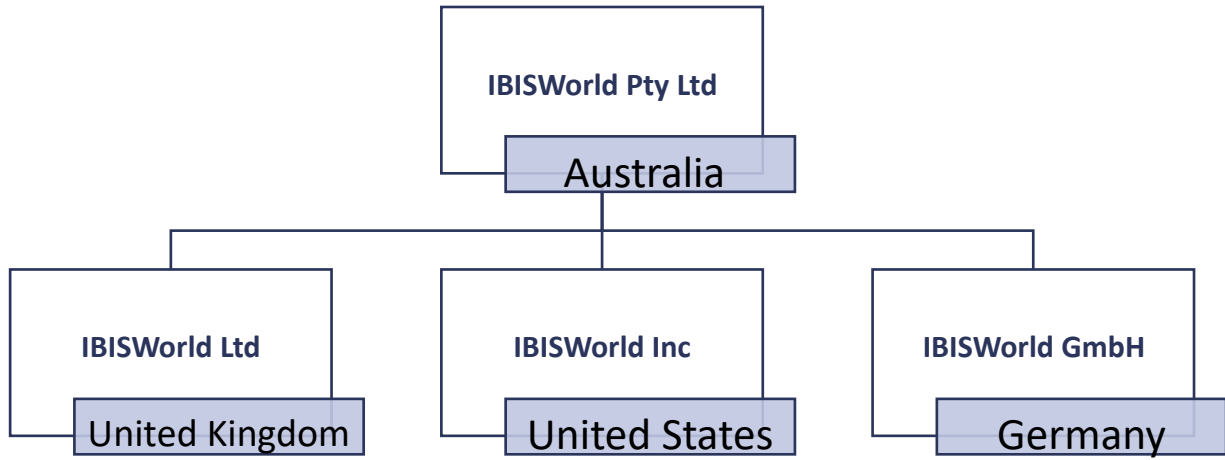 IBISWorld Pty Ltd
Australia
IBISWorld Ltd
United Kingdom
IBISWorld Inc
United States
IBISWorld GmbH
Germany